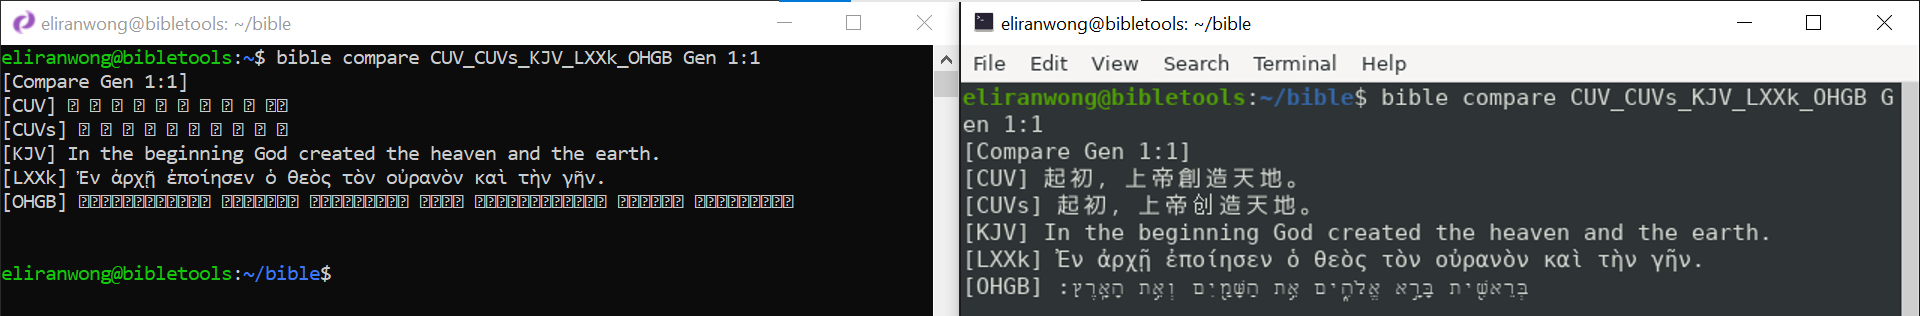 eliranwong@bibletools: ~/bible
eliranwong@bibletools:~$ bible compare CUV_CUVs_KJV_LXXk_OHGB Gen 1:1
[Compare Gen 1:1]
[CUV]
[CUVs]
[KJV] In the beginning God created the heaven and the earth.
[LXXk] Ἐν ἀρχῇ ἐποίησεν ὁ θεὸς τὸν οὐρανὸν καὶ τὴν γῆν.
[OHGB]
eliranwong@bibletools:~/bible$
eliranwong@bibletools: ~/bible
File Edit View Search Terminal Help
eliranwong@bibletools:~/bible$ bible compare CUV_CUVs_KJV_LXXk_OHGB G
en 1:1
[Compare Gen 1:1]
[CUV] 起初, 上帝創造天地。
[CUVs] 起初, 上帝创造天地。
[KJV] In the beginning God created the heaven and the earth.
[LXXk] Ἐν ἀρχῇ ἐποίησεν ὁ θεὸς τὸν οὐρανὸν καὶ τὴν γῆν.
[OHGB] בְּרֵאשִׁ֖ית בָּרָ֣א אֱלֹהִ֑ים אֵ֥ת הַשָּׁמַ֖יִם וְאֵ֥ת הָאָֽרֶץ׃